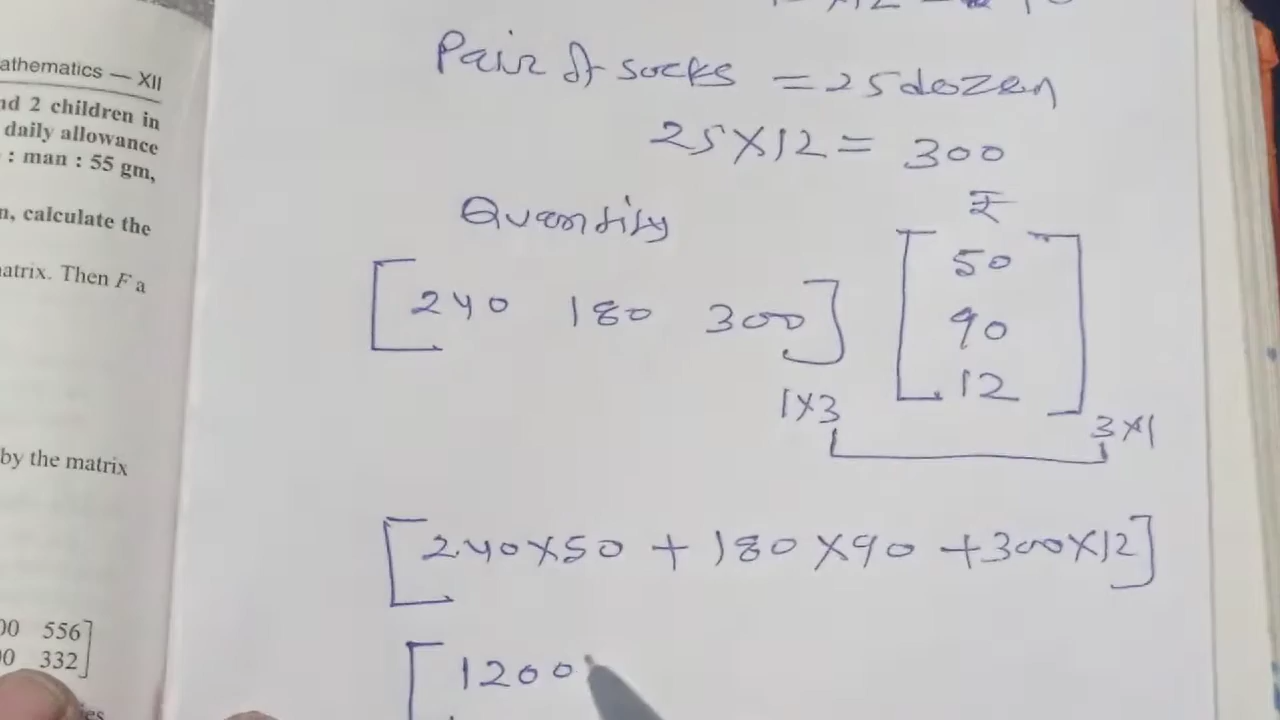 athematics — XII
nd 2 children in
daily allowance
: man : 55 gm,
n, calculate the
atrix. Then F a
by the matrix
00 556]
0 332]
Pair of socks = 25 dozen
25×12 = 300
Quantity ₹
[240 180 300] [50
90
12]
1×3 3×1
[240×50 + 180×90 + 300×12]
[1200